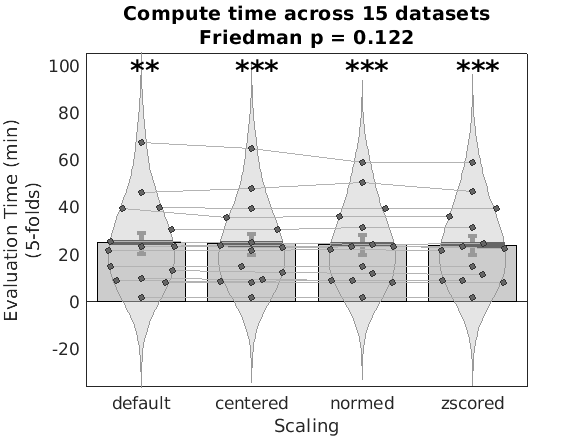 Compute time across 15 datasets
Friedman p = 0.122
Evaluation Time (min)
(5-folds)
100
80
60
40
20
0
-20
** *** *** ***
default centered normed zscored
Scaling